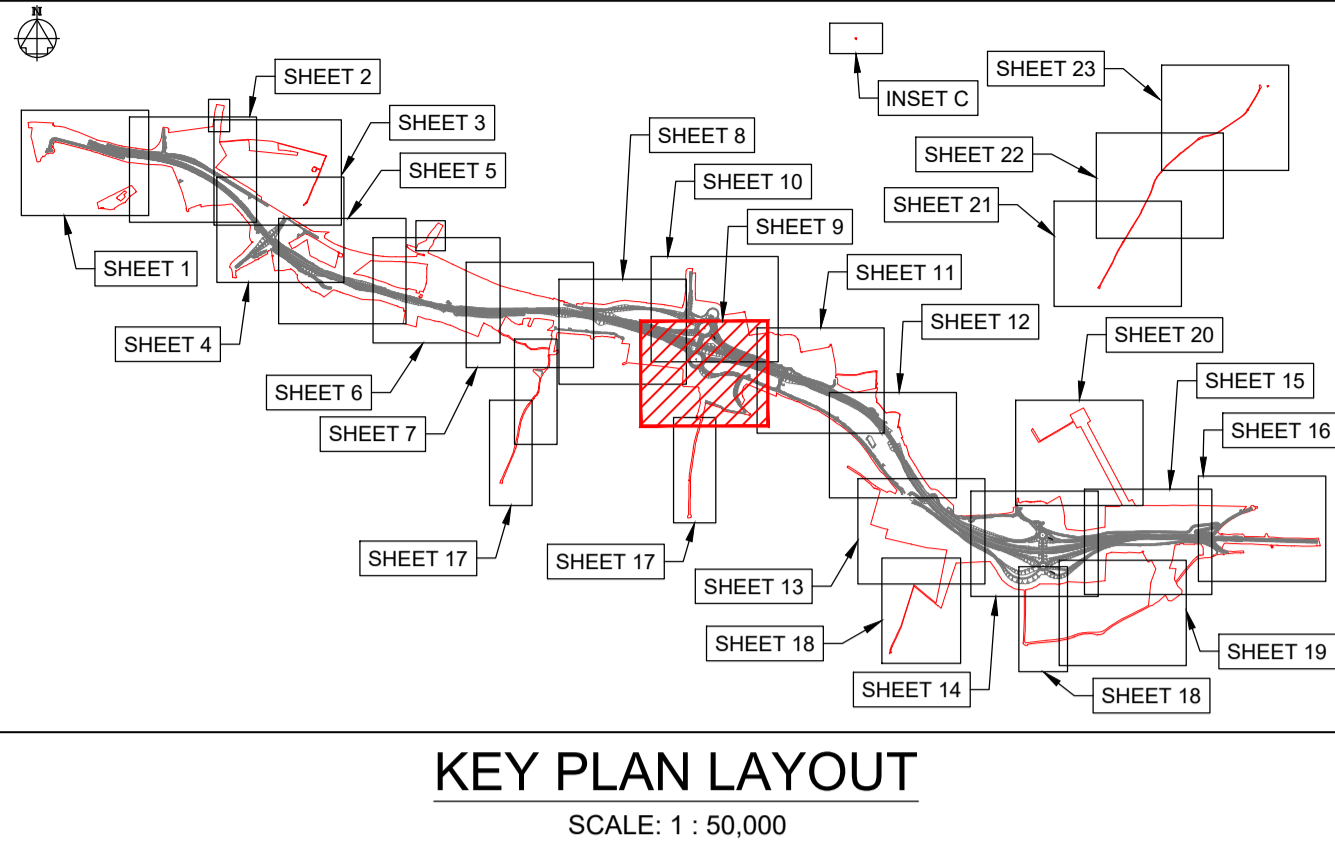 N
SHEET 2
SHEET 3
SHEET 5
SHEET 8
SHEET 10
SHEET 9
INSET C
SHEET 23
SHEET 22
SHEET 21
SHEET 1
SHEET 4
SHEET 6
SHEET 7
SHEET 11
SHEET 12
SHEET 20
SHEET 15
SHEET 16
SHEET 17
SHEET 17
SHEET 13
SHEET 18
SHEET 14
SHEET 18
SHEET 19
KEY PLAN LAYOUT
SCALE: 1 : 50,000